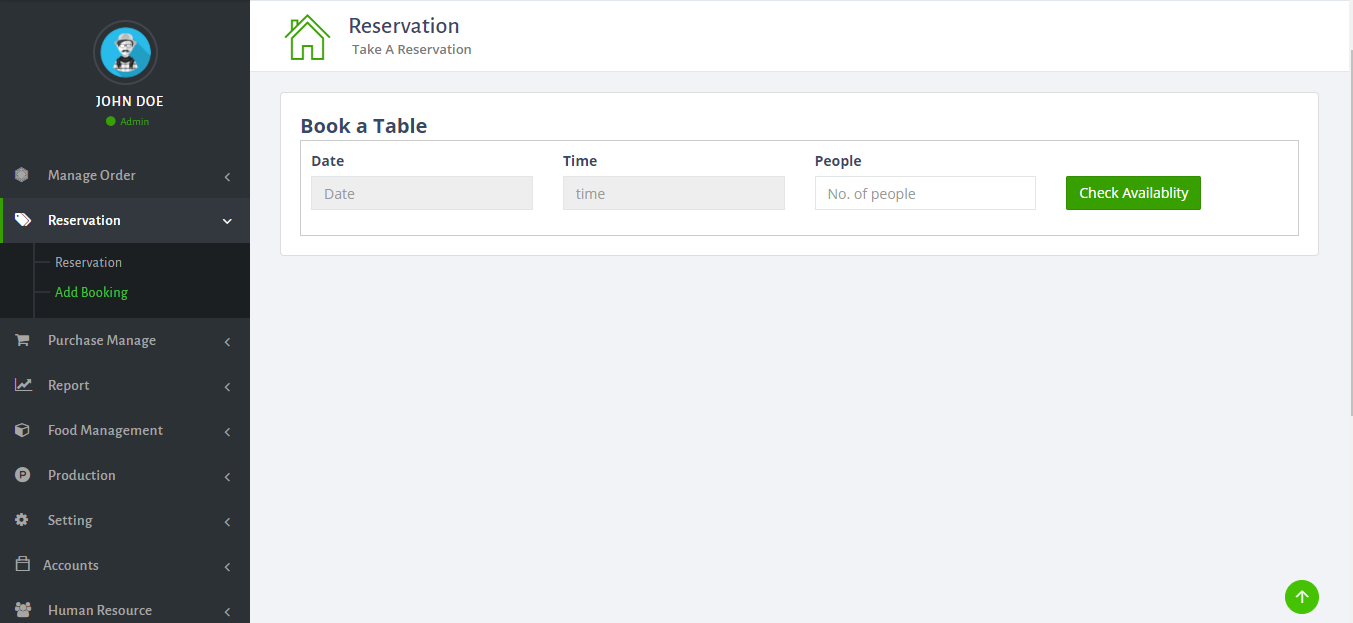 JOHN DOE
Admin
Manage Order
Reservation
Reservation
Add Booking
Purchase Manage
Report
Food Management
P
Production
Setting
Accounts
Human Resource
Reservation
Take A Reservation
Book a Table
Date Time People
Date time No. of people Check Availablity